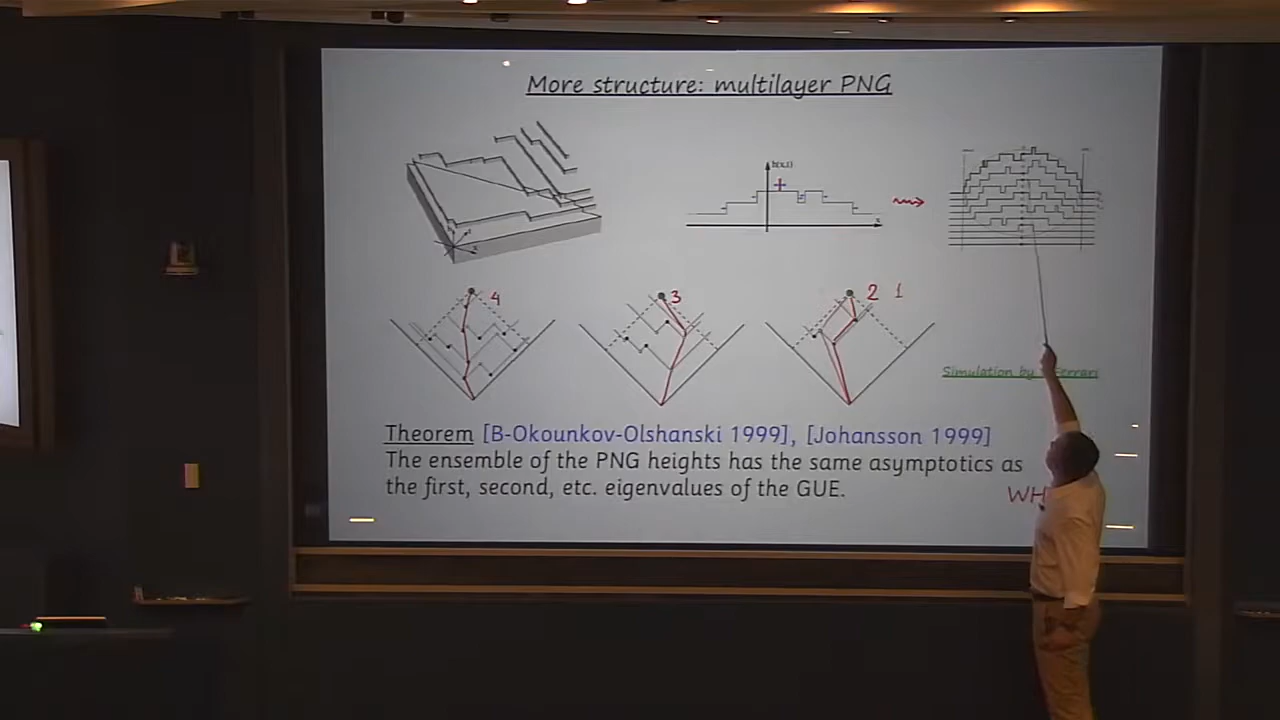 More structure: multilayer PNG
h(x,t)
x
4
3
2 1
Simulation by Ferrari
Theorem [B-Okounkov-Olshanski 1999], [Johansson 1999]
The ensemble of the PNG heights has the same asymptotics as
the first, second, etc. eigenvalues of the GUE.
WH